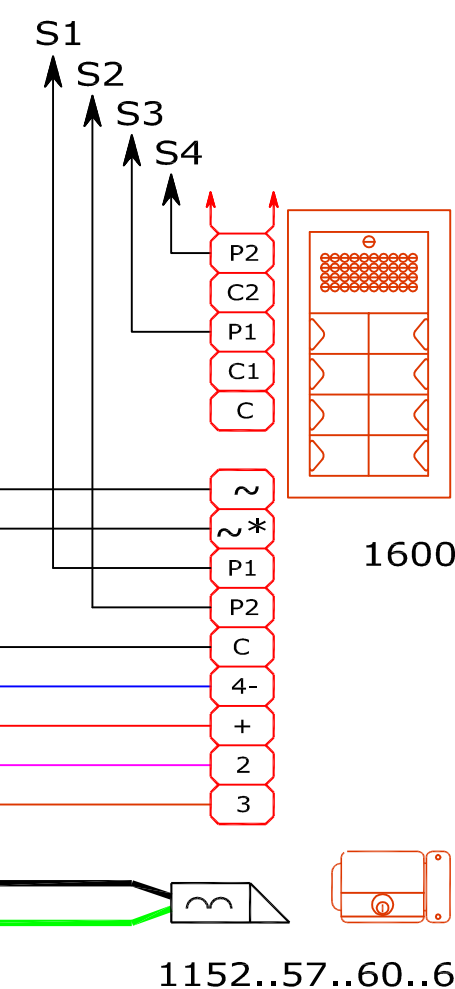 S1
S2
S3
S4
P2
C2
P1
C1
C
~
~*
P1
P2
C
4-
+
2
3
1600
1152..57..60..6